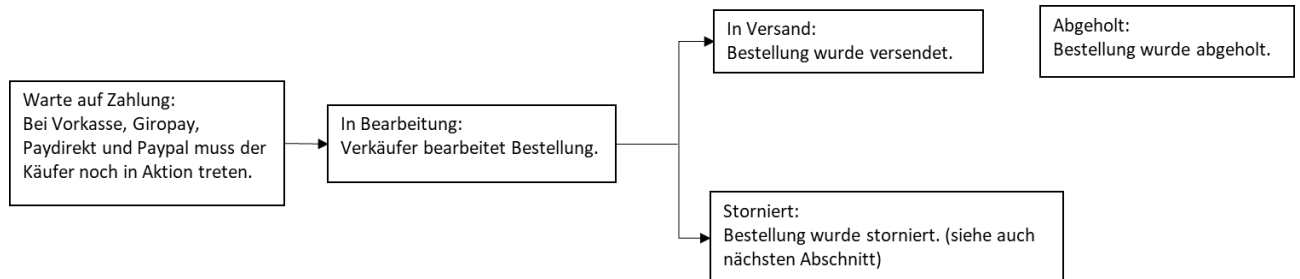 Warte auf Zahlung:
Bei Vorkasse, Giropay,
Paydirekt und Paypal muss der
Käufer noch in Aktion treten.
In Bearbeitung:
Verkäufer bearbeitet Bestellung.
In Versand:
Bestellung wurde versendet.
Abgeholt:
Bestellung wurde abgeholt.
Storniert:
Bestellung wurde storniert. (siehe auch
nächsten Abschnitt)